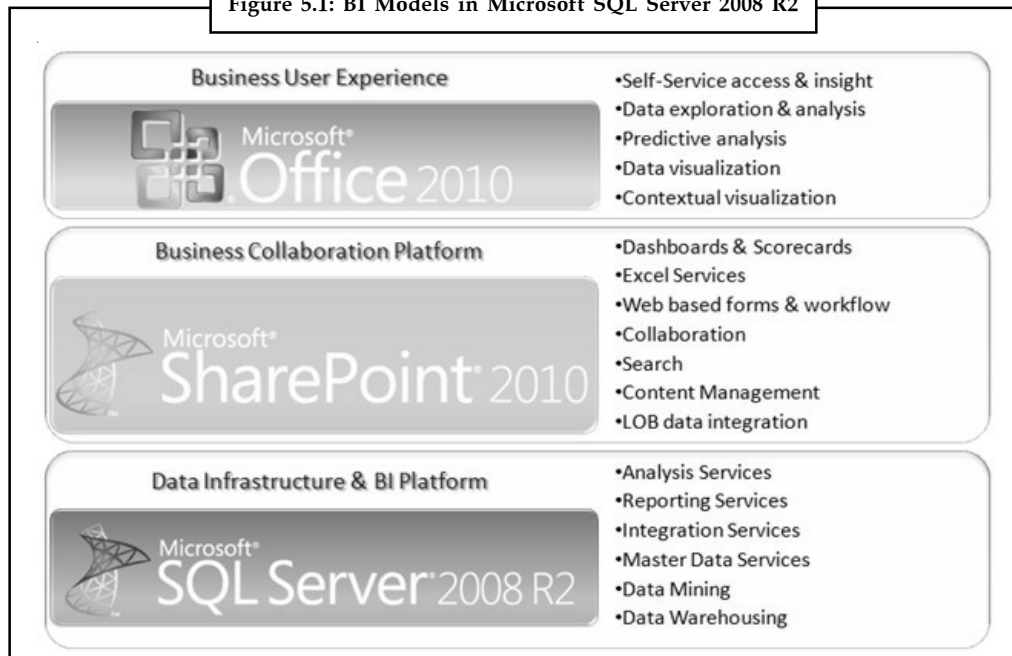 Figure 5.1: BI Models in Microsoft SQL Server 2008 R2
Business User Experience
Microsoft®
Office 2010
•Self-Service access & insight
•Data exploration & analysis
•Predictive analysis
•Data visualization
•Contextual visualization
Business Collaboration Platform
Microsoft®
SharePoint® 2010
•Dashboards & Scorecards
•Excel Services
•Web based forms & workflow
•Collaboration
•Search
•Content Management
•LOB data integration
Data Infrastructure & BI Platform
Microsoft®
SQL Server® 2008 R2
•Analysis Services
•Reporting Services
•Integration Services
•Master Data Services
•Data Mining
•Data Warehousing